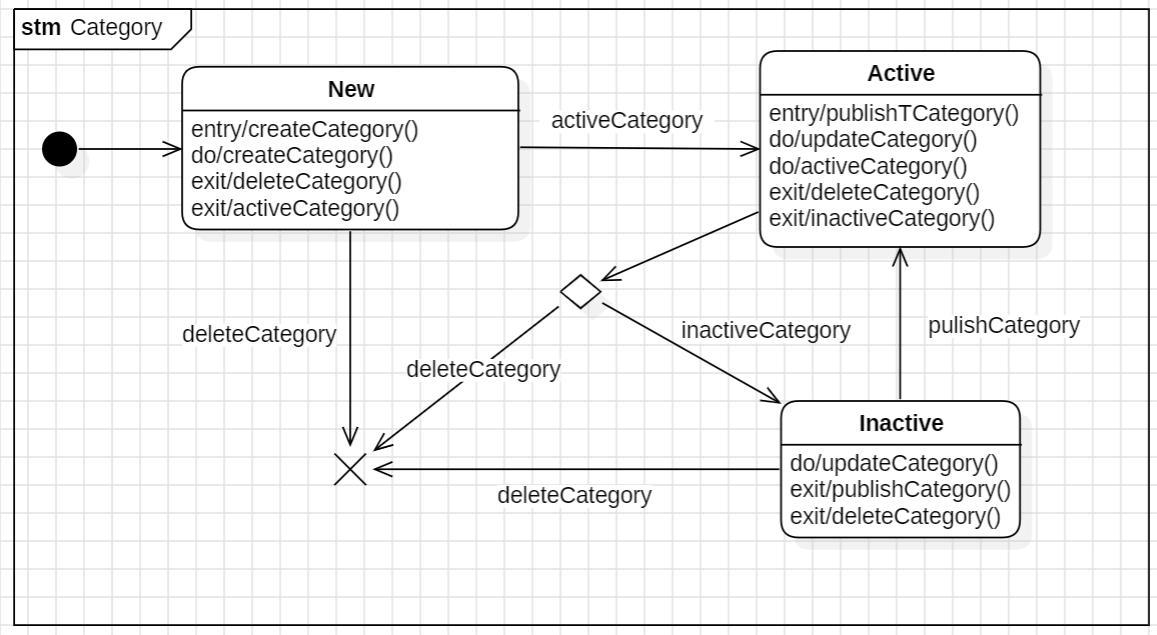 stm Category
New
entry/createCategory()
do/createCategory()
exit/deleteCategory()
exit/activeCategory()
activeCategory
Active
entry/publishTCategory()
do/updateCategory()
do/activeCategory()
exit/deleteCategory()
exit/inactiveCategory()
deleteCategory
deleteCategory
inactiveCategory
pulishCategory
Inactive
do/updateCategory()
exit/publishCategory()
exit/deleteCategory()
deleteCategory